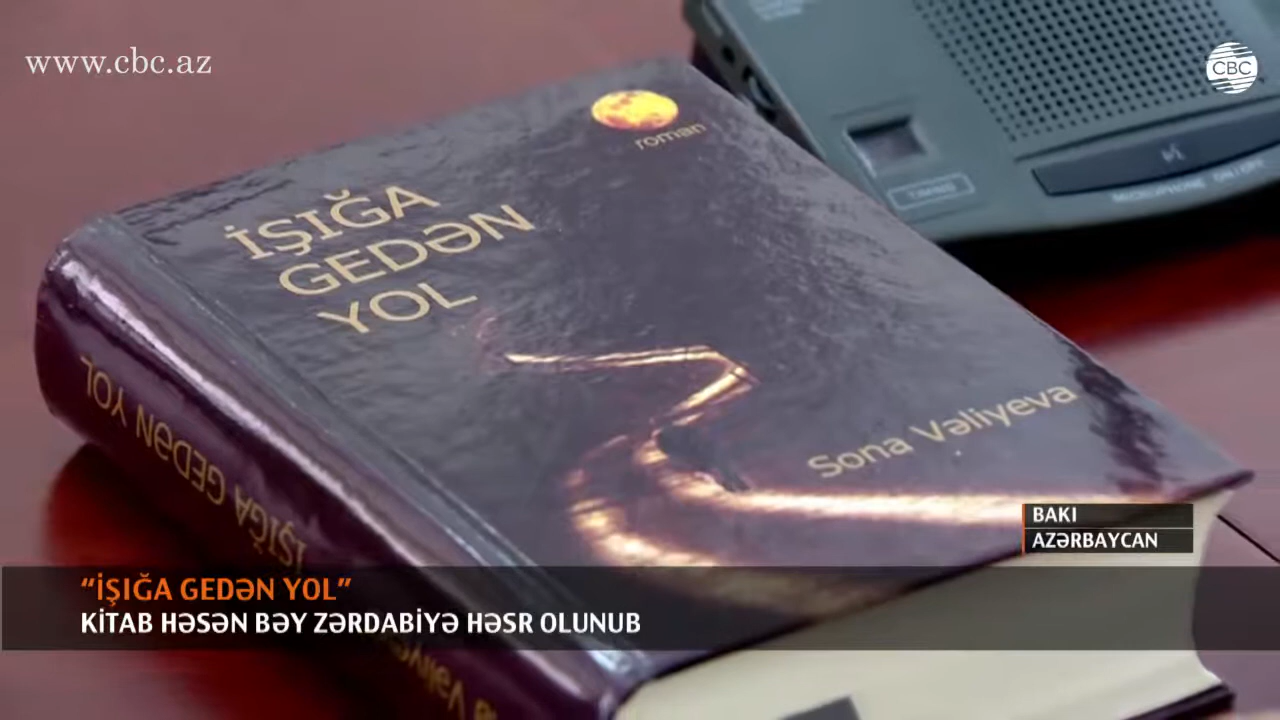 www.cbc.az
CBC
roman
İŞIĞA
GEDƏN
YOL
Sona Vəliyeva
İŞIĞA GEDƏN YOL
BAKI
AZƏRBAYCAN
“İŞIĞA GEDƏN YOL”
KİTAB HƏSƏN BƏY ZƏRDABİYƏ HƏSR OLUNUB